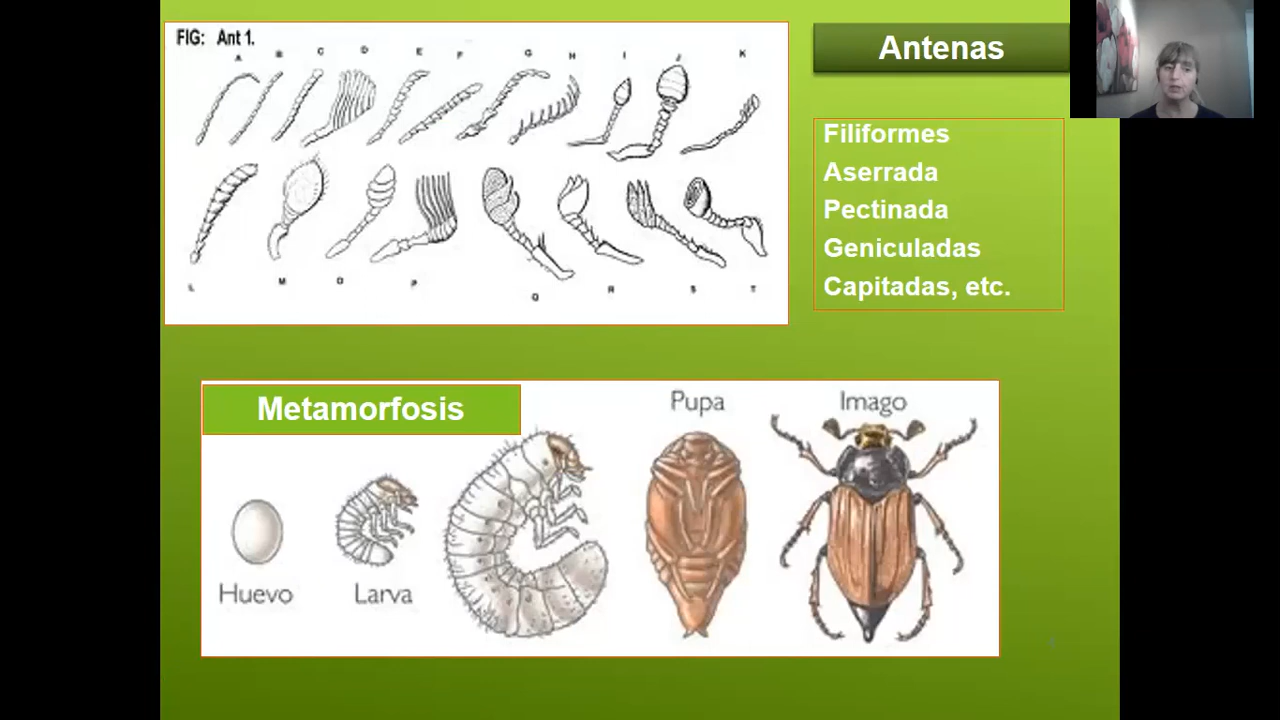 FIG: Ant 1.
A B C D E F G H I J K
L M O P Q R S T
Antenas
Filiformes
Aserrada
Pectinada
Geniculadas
Capitadas, etc.
Metamorfosis
Pupa
Imago
Huevo
Larva